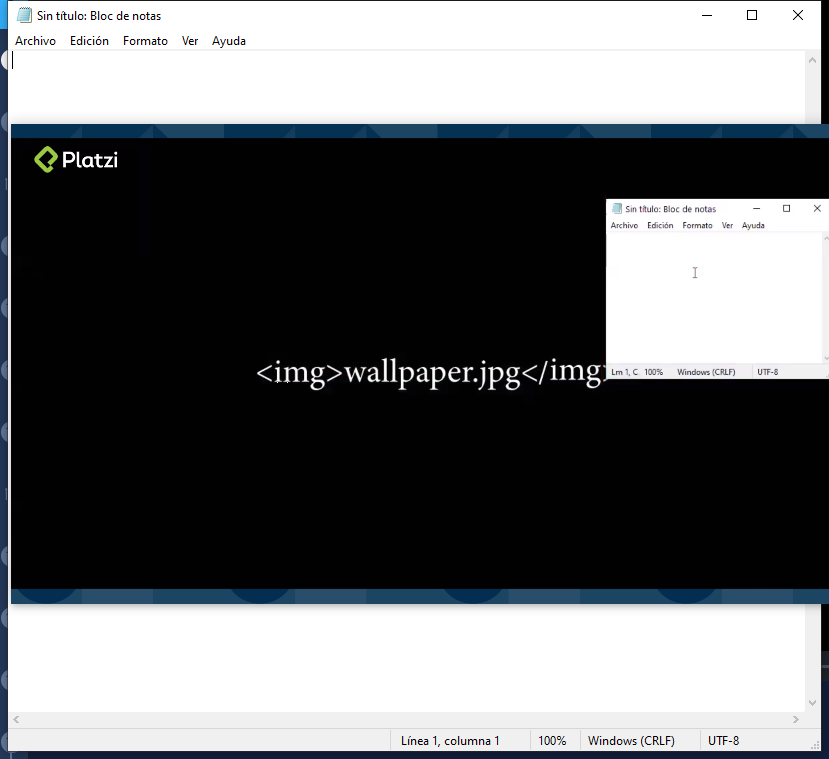 Sin título: Bloc de notas
Archivo Edición Formato Ver Ayuda
Platzi
Sin título: Bloc de notas
Archivo Edición Formato Ver Ayuda
<img>wallpaper.jpg</img>
Lm 1, C 100% Windows (CRLF) UTF-8
Línea 1, columna 1 100% Windows (CRLF) UTF-8